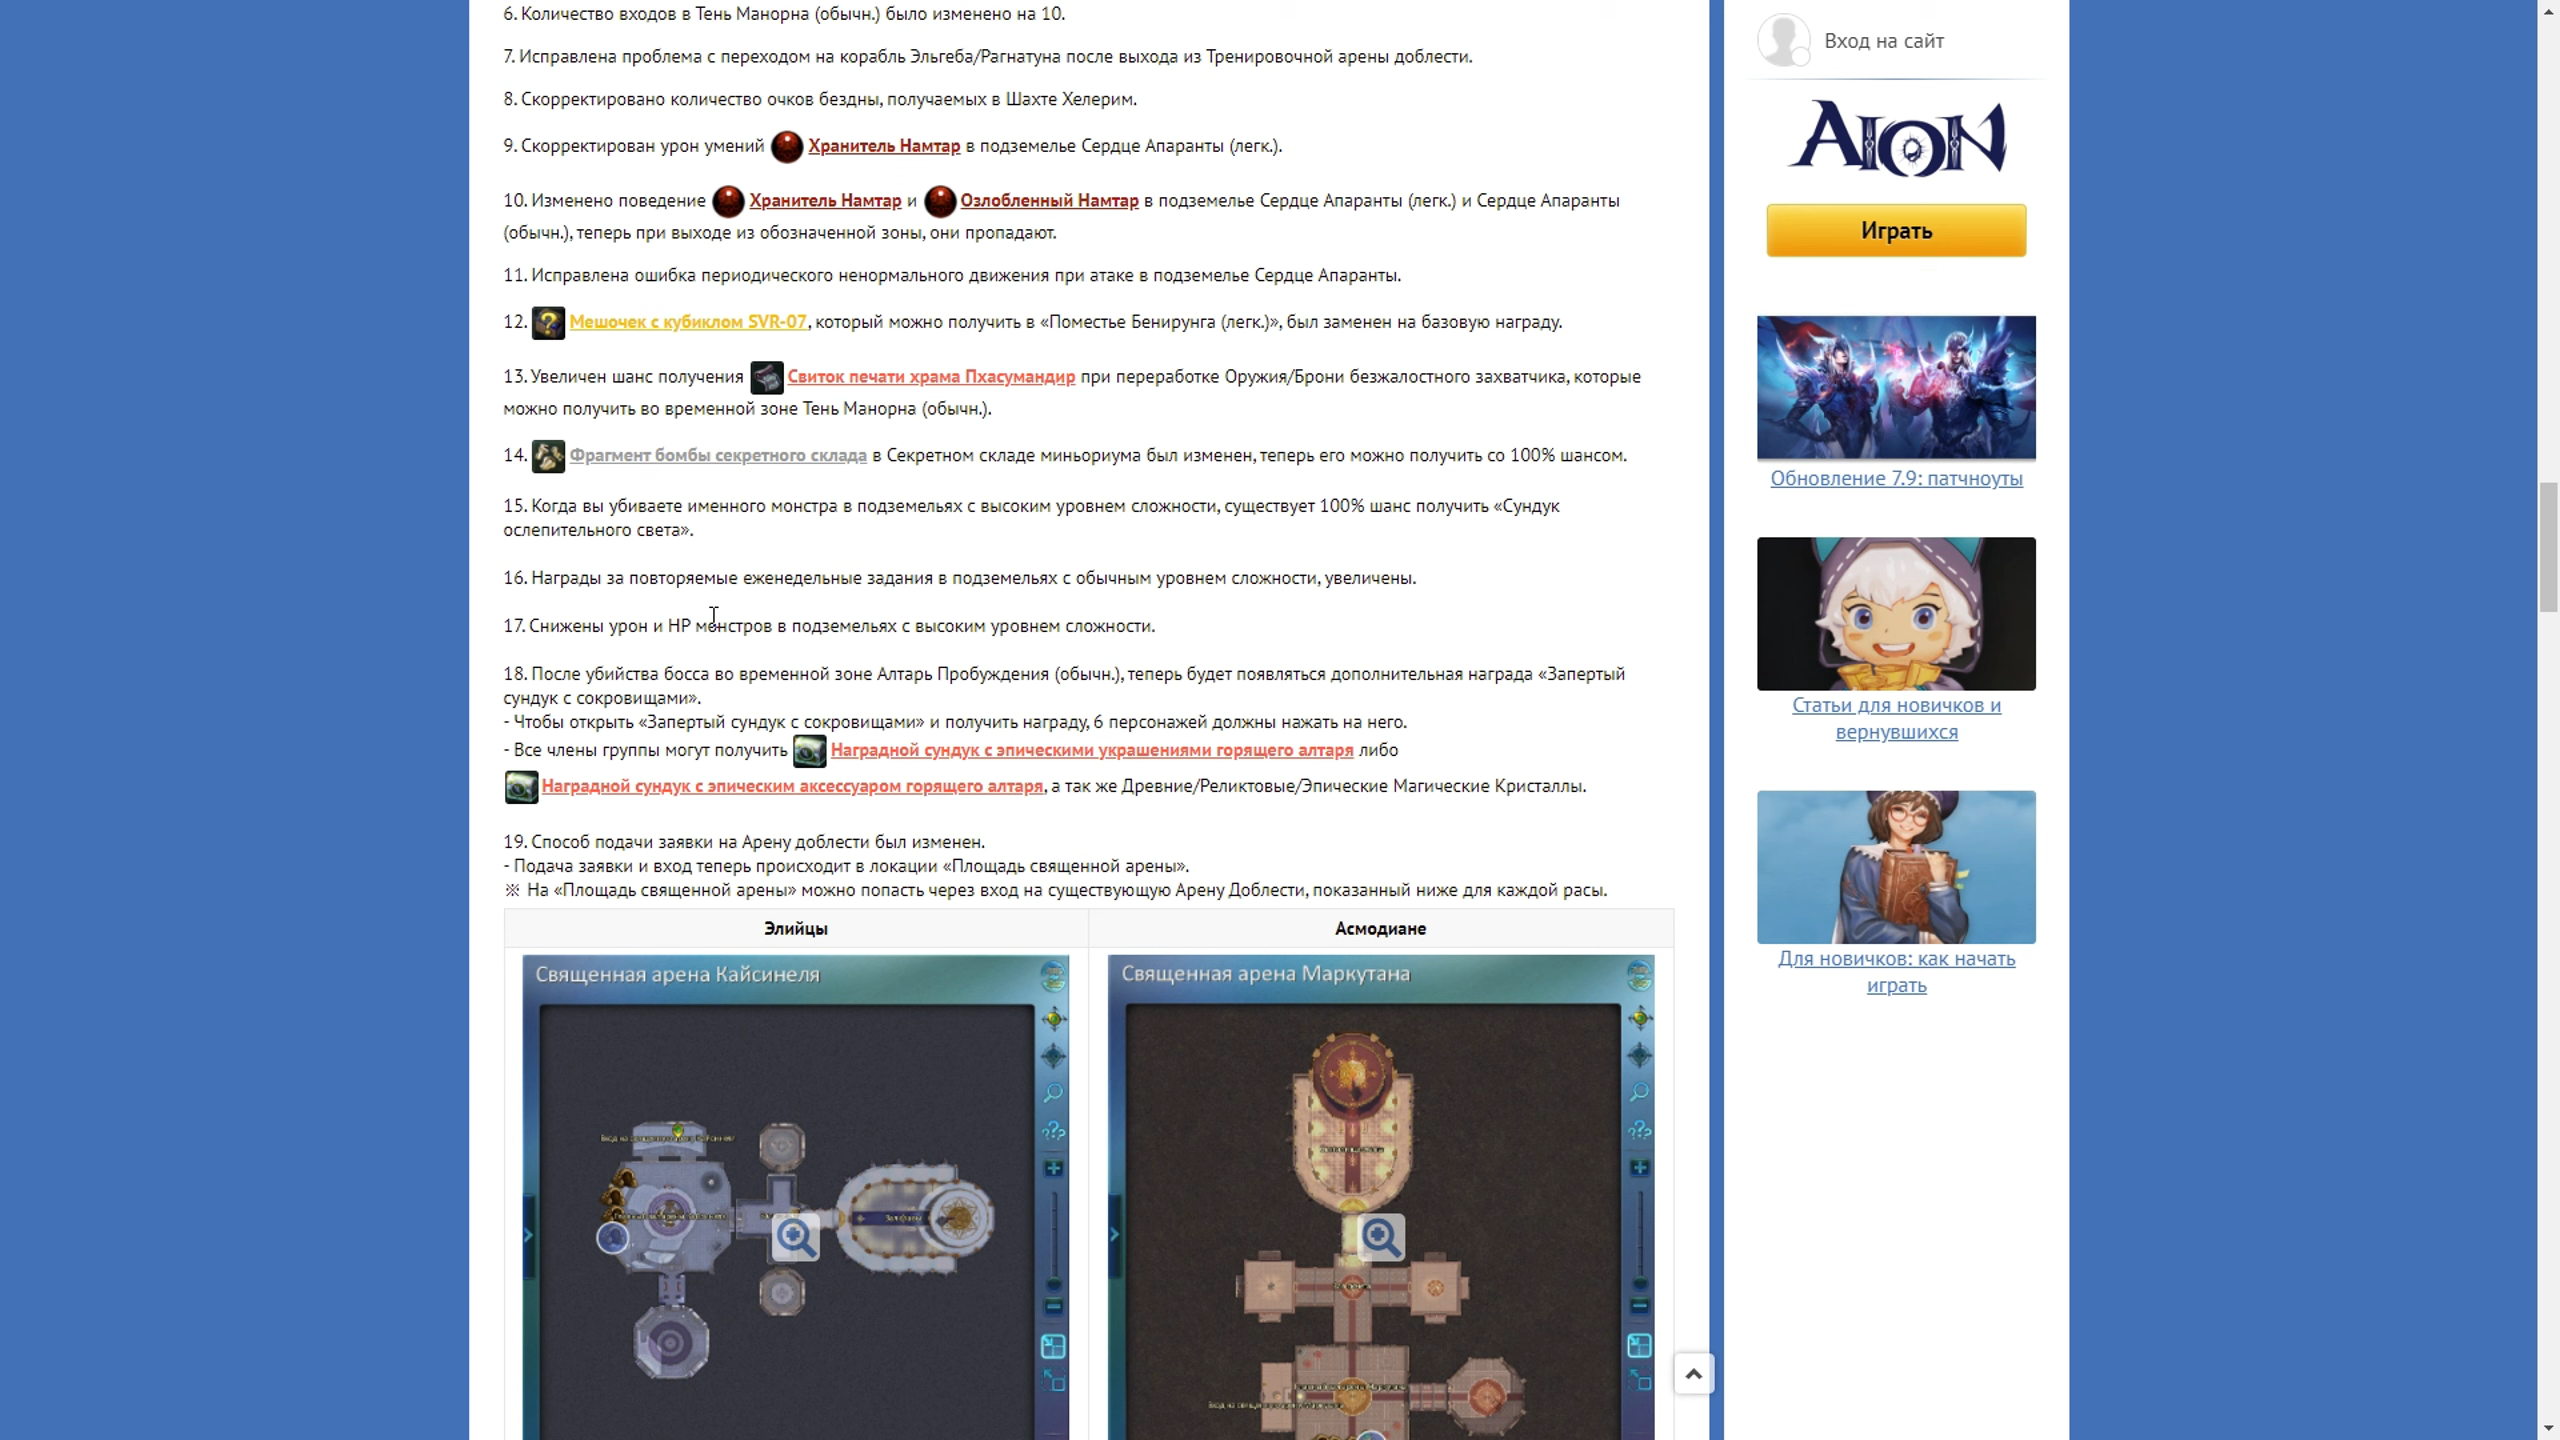 6. Количество входов в Тень Манорна (обычн.) было изменено на 10.
7. Исправлена проблема с переходом на корабль Эльгеба/Рагнатуна после выхода из Тренировочной арены доблести.
8. Скорректировано количество очков бездны, получаемых в Шахте Хелерим.
9. Скорректирован урон умений Хранитель Намтар в подземелье Сердце Апаранты (легк.).
10. Изменено поведение Хранитель Намтар и Озлобленный Намтар в подземелье Сердце Апаранты (легк.) и Сердце Апаранты
(обычн.), теперь при выходе из обозначенной зоны, они пропадают.
11. Исправлена ошибка периодического ненормального движения при атаке в подземелье Сердце Апаранты.
12. Мешочек с кубиклом SVR-07, который можно получить в «Поместье Бенирунга (легк.)», был заменен на базовую награду.
13. Увеличен шанс получения Свиток печати храма Пхасумандир при переработке Оружия/Брони безжалостного захватчика, которые
можно получить во временной зоне Тень Манорна (обычн.).
14. Фрагмент бомбы секретного склада в Секретном складе миньориума был изменен, теперь его можно получить со 100% шансом.
15. Когда вы убиваете именного монстра в подземельях с высоким уровнем сложности, существует 100% шанс получить «Сундук
ослепительного света».
16. Награды за повторяемые еженедельные задания в подземельях с обычным уровнем сложности, увеличены.
17. Снижены урон и HP монстров в подземельях с высоким уровнем сложности.
18. После убийства босса во временной зоне Алтарь Пробуждения (обычн.), теперь будет появляться дополнительная награда «Запертый
сундук с сокровищами».
- Чтобы открыть «Запертый сундук с сокровищами» и получить награду, 6 персонажей должны нажать на него.
- Все члены группы могут получить Наградной сундук с эпическими украшениями горящего алтаря либо
Наградной сундук с эпическим аксессуаром горящего алтаря, а так же Древние/Реликтовые/Эпические Магические Кристаллы.
19. Способ подачи заявки на Арену доблести был изменен.
- Подача заявки и вход теперь происходит в локации «Площадь священной арены».
※ На «Площадь священной арены» можно попасть через вход на существующую Арену Доблести, показанный ниже для каждой расы.
Элийцы
Асмодиане
Священная арена Кайсинеля
Священная арена Маркутана
Вход на сайт
AION
Играть
Обновление 7.9: патчноуты
Статьи для новичков и
вернувшихся
Для новичков: как начать
играть